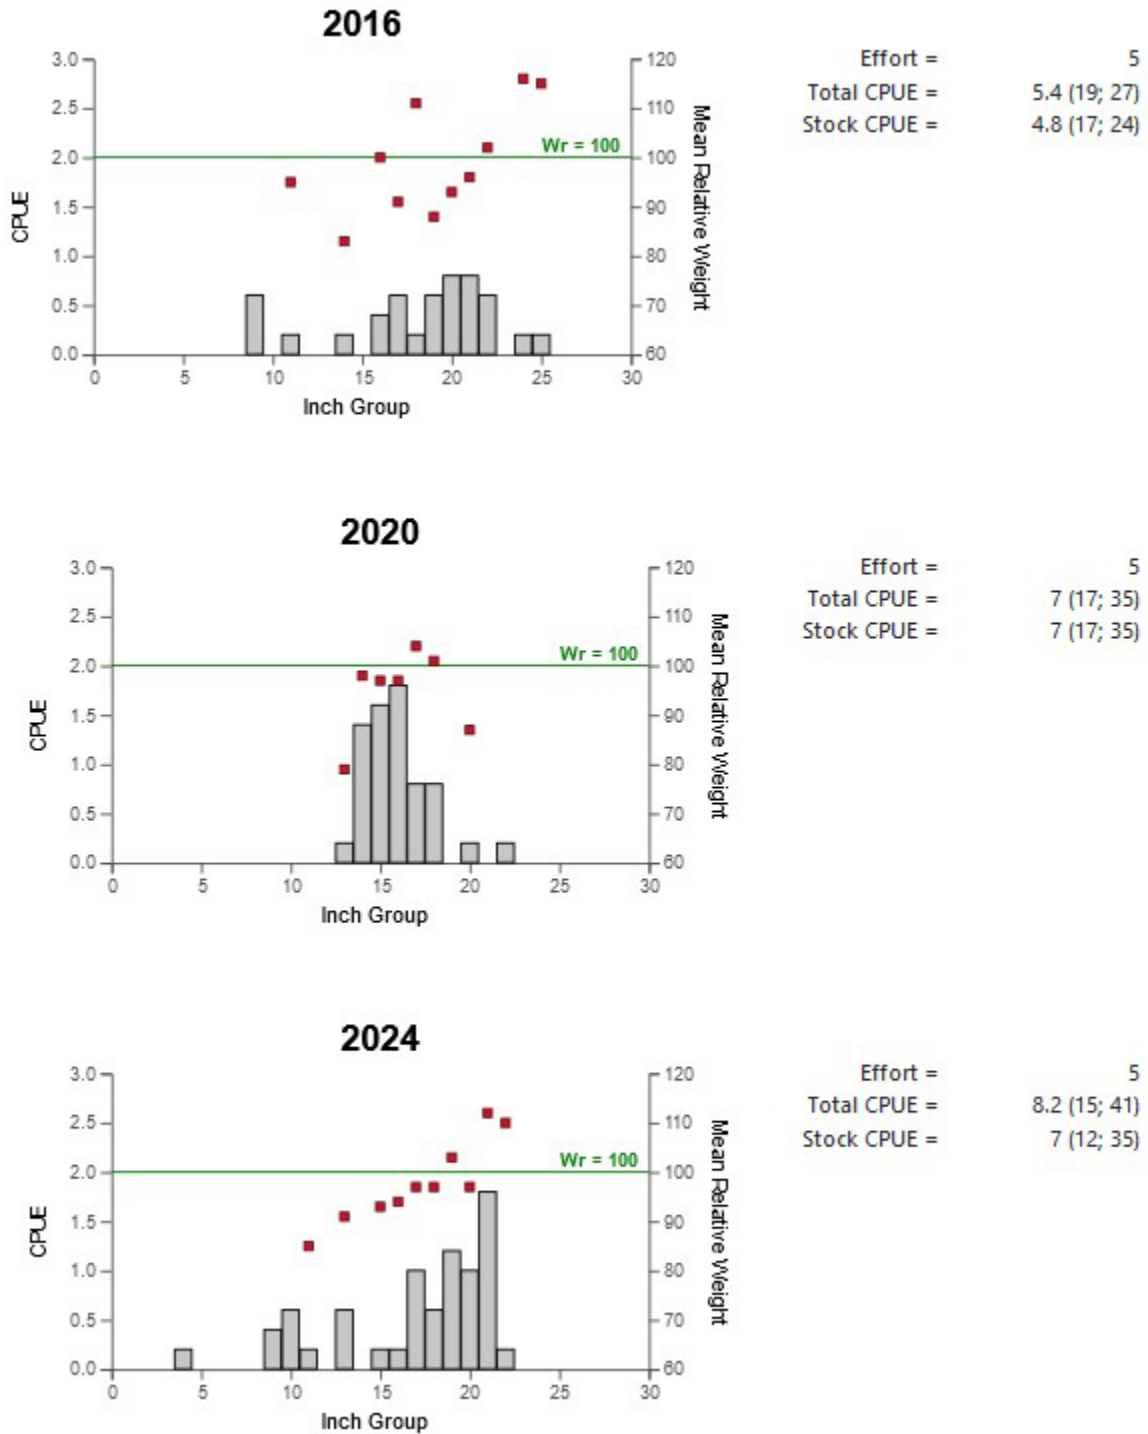 2016
Effort = 5
Total CPUE = 5.4 (19; 27)
Stock CPUE = 4.8 (17; 24)
3.0
2.5
2.0
1.5
1.0
0.5
0.0
CPUE
Wr = 100
120
110
100
90
80
70
60
Mean Relative Weight
0 5 10 15 20 25 30
Inch Group
2020
Effort = 5
Total CPUE = 7 (17; 35)
Stock CPUE = 7 (17; 35)
3.0
2.5
2.0
1.5
1.0
0.5
0.0
CPUE
Wr = 100
120
110
100
90
80
70
60
Mean Relative Weight
0 5 10 15 20 25 30
Inch Group
2024
Effort = 5
Total CPUE = 8.2 (15; 41)
Stock CPUE = 7 (12; 35)
3.0
2.5
2.0
1.5
1.0
0.5
0.0
CPUE
Wr = 100
120
110
100
90
80
70
60
Mean Relative Weight
0 5 10 15 20 25 30
Inch Group